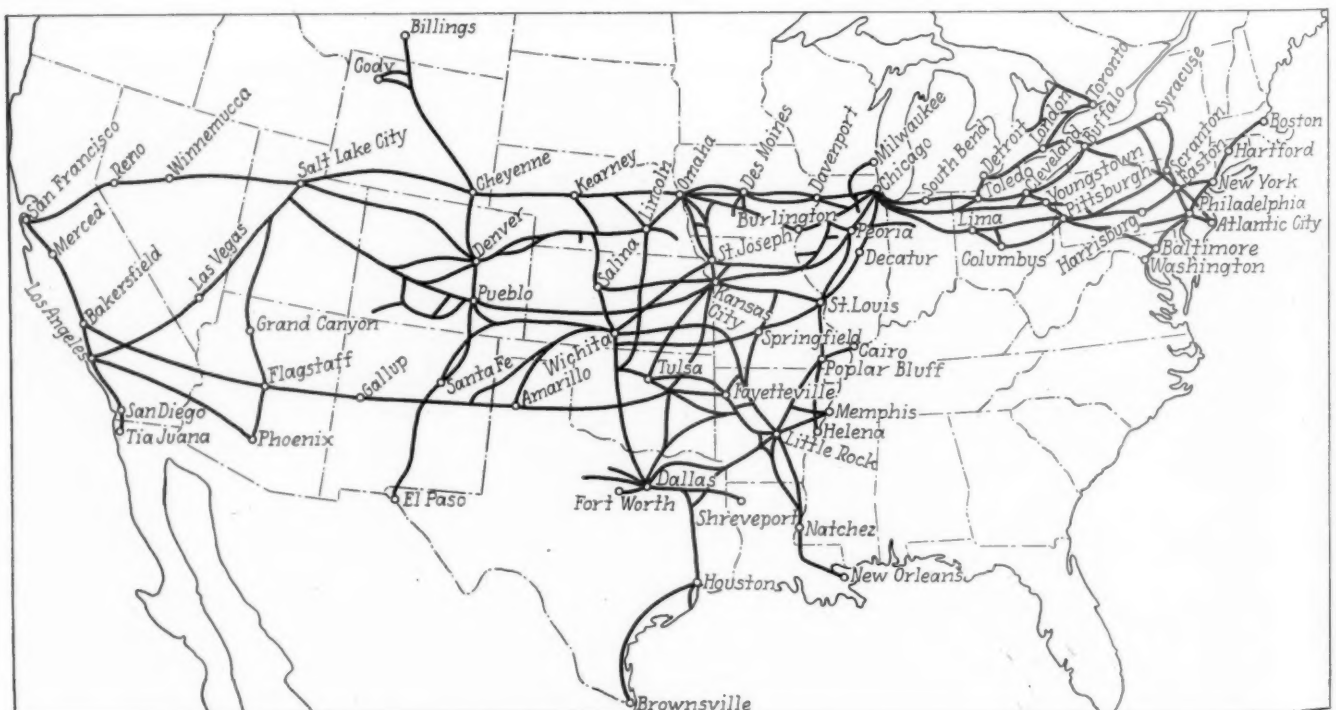 Billings
Cody
San Francisco
Reno
Winnemucca
Salt Lake City
Cheyenne
Kearney
Lincoln
Omaha
Des Moines
Davenport
Milwaukee
Chicago
South Bend
Detroit
London
Toronto
Buffalo
Syracuse
Boston
Hartford
Scranton
Easton
Toledo
Cleveland
Youngstown
Pittsburgh
New York
Philadelphia
Atlantic City
Merced
Las Vegas
Denver
Salina
Burlington
St. Joseph
Peoria
Decatur
Lima
Columbus
Harrisburg
Baltimore
Washington
Bakersfield
Los Angeles
Pueblo
Kansas
City
St. Louis
Grand Canyon
Wichita
Springfield
Cairo
Poplar Bluff
Flagstaff
Gallup
Santa Fe
Amarillo
Tulsa
Fayetteville
Memphis
Helena
San Diego
Tia Juana
Phoenix
Little Rock
El Paso
Dallas
Fort Worth
Shreveport
Natchez
Houston
New Orleans
Brownsville